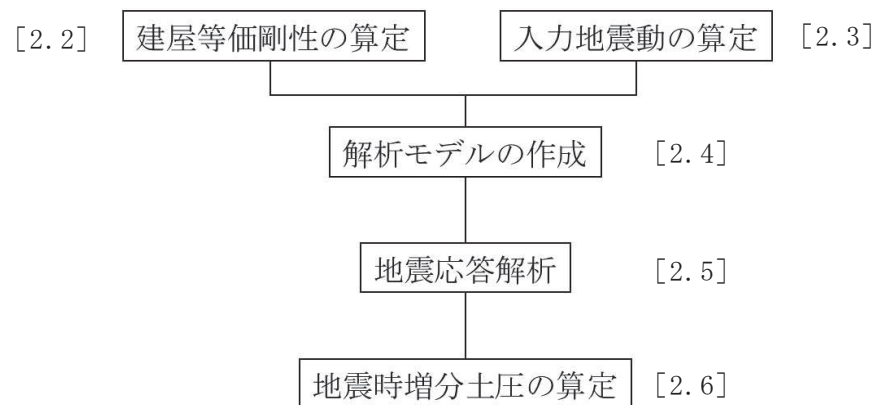 [2.2] 建屋等価剛性の算定 入力地震動の算定 [2.3]
解析モデルの作成 [2.4]
地震応答解析 [2.5]
地震時増分土圧の算定 [2.6]